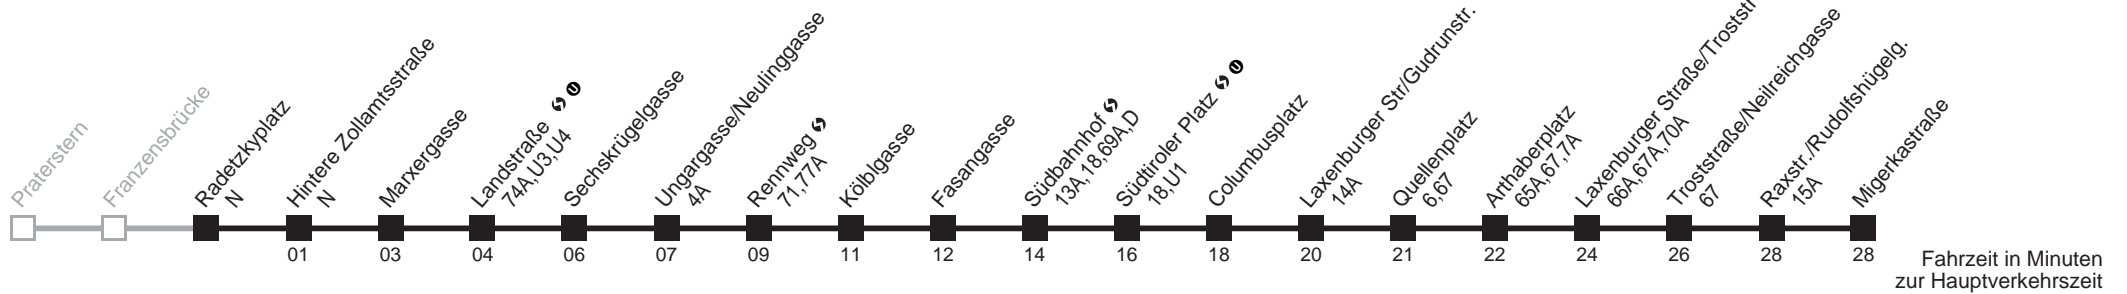 Praterstern
Franzensbrücke
Radetzkyplatz
N
Hintere Zollamtsstraße
N
Marxergasse
Landstraße S U
74A,U3,U4
Sechskrügelgasse
Ungargasse/Neulinggasse
4A
Rennweg S
71,77A
Kölblgasse
Fasangasse
Südbahnhof S
13A,18,69A,D
Südtiroler Platz S U
18,U1
Columbusplatz
Laxenburger Str/Gudrunstr.
14A
Quellenplatz
6,67
Arthaberplatz
65A,67,7A
Laxenburger Straße/Troststr
66A,67A,70A
Troststraße/Neilreichgasse
67
Raxstr./Rudolfshügelg.
15A
Migerkastraße
01 03 04 06 07 09 11 12 14 16 18 20 21 22 24 26 28 28
Fahrzeit in Minuten
zur Hauptverkehrszeit